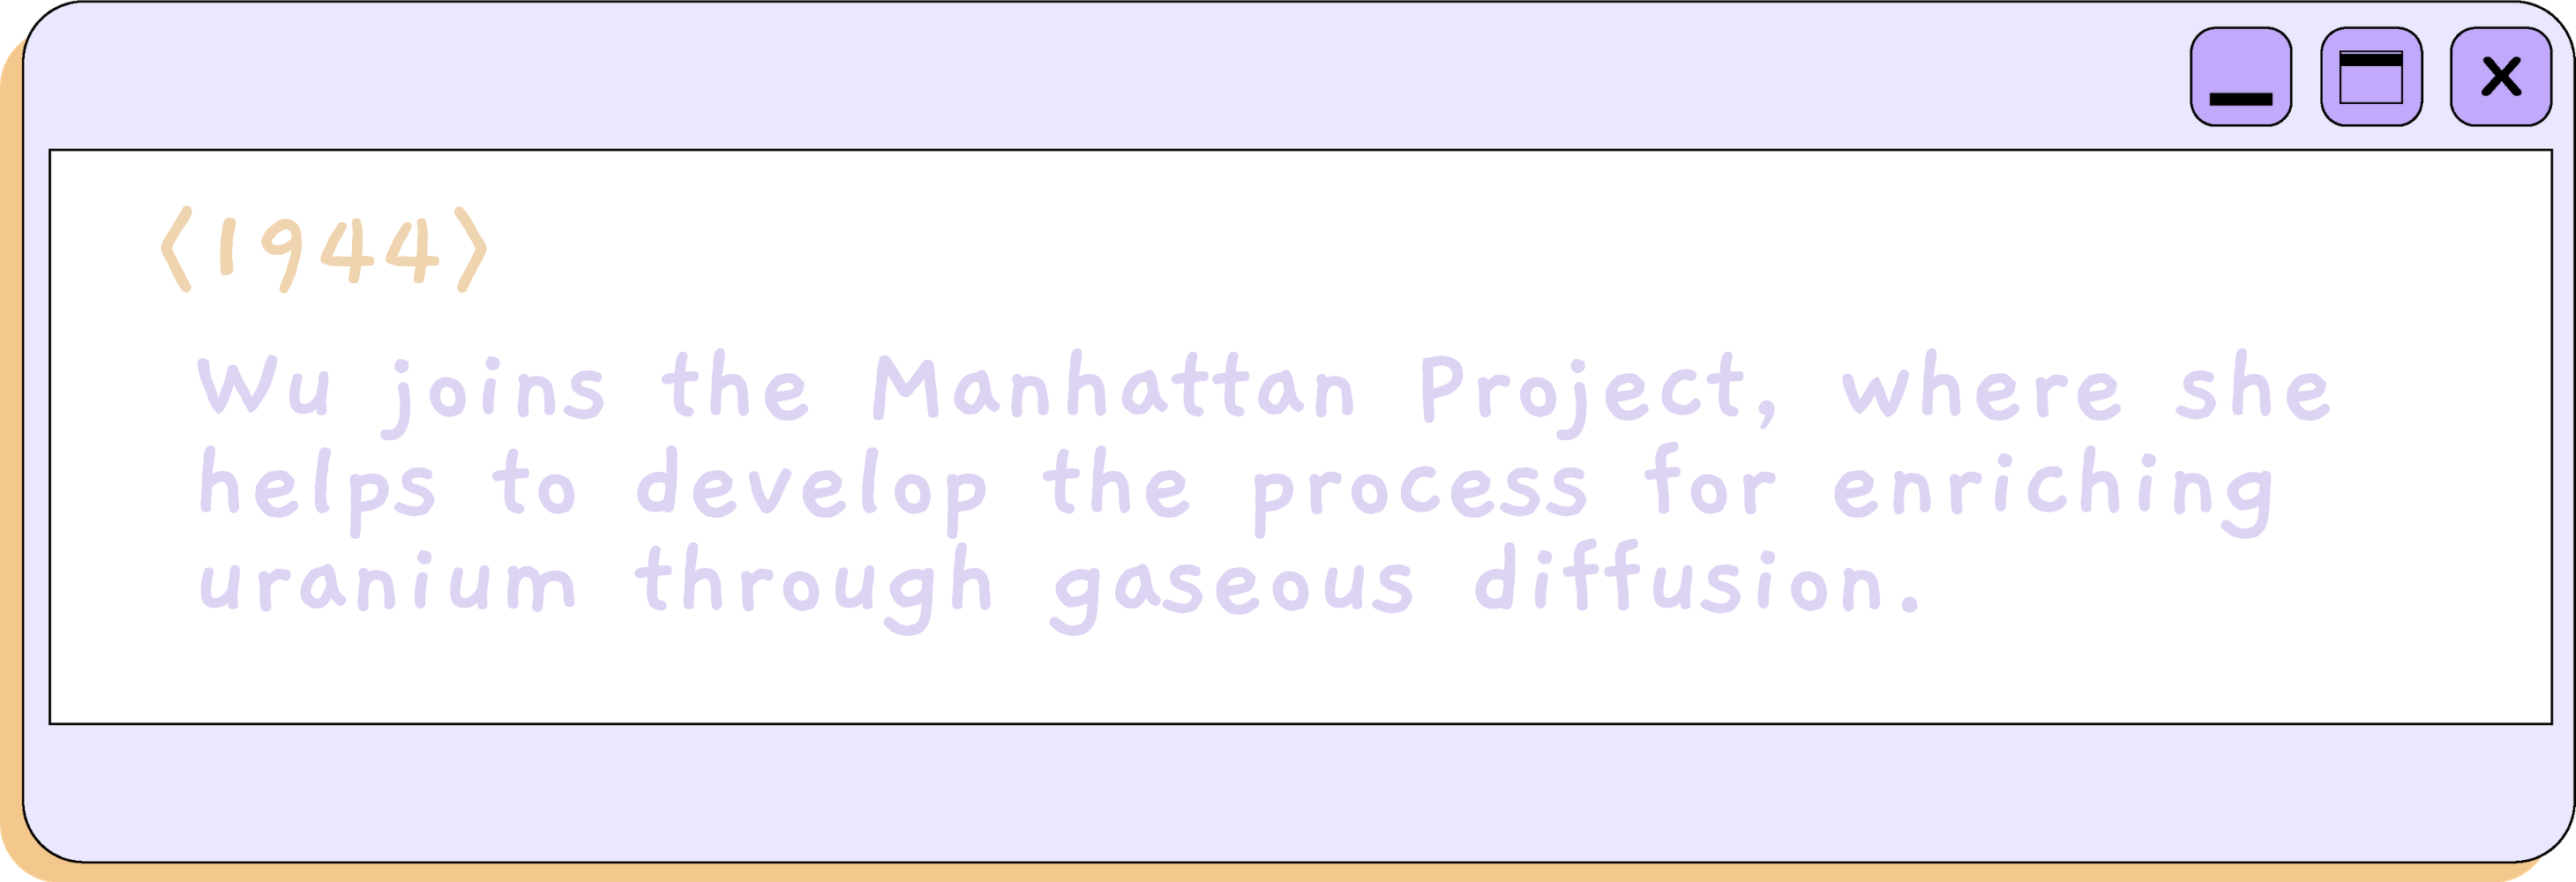 <1944>
Wu joins the Manhattan Project, where she
helps to develop the process for enriching
uranium through gaseous diffusion.